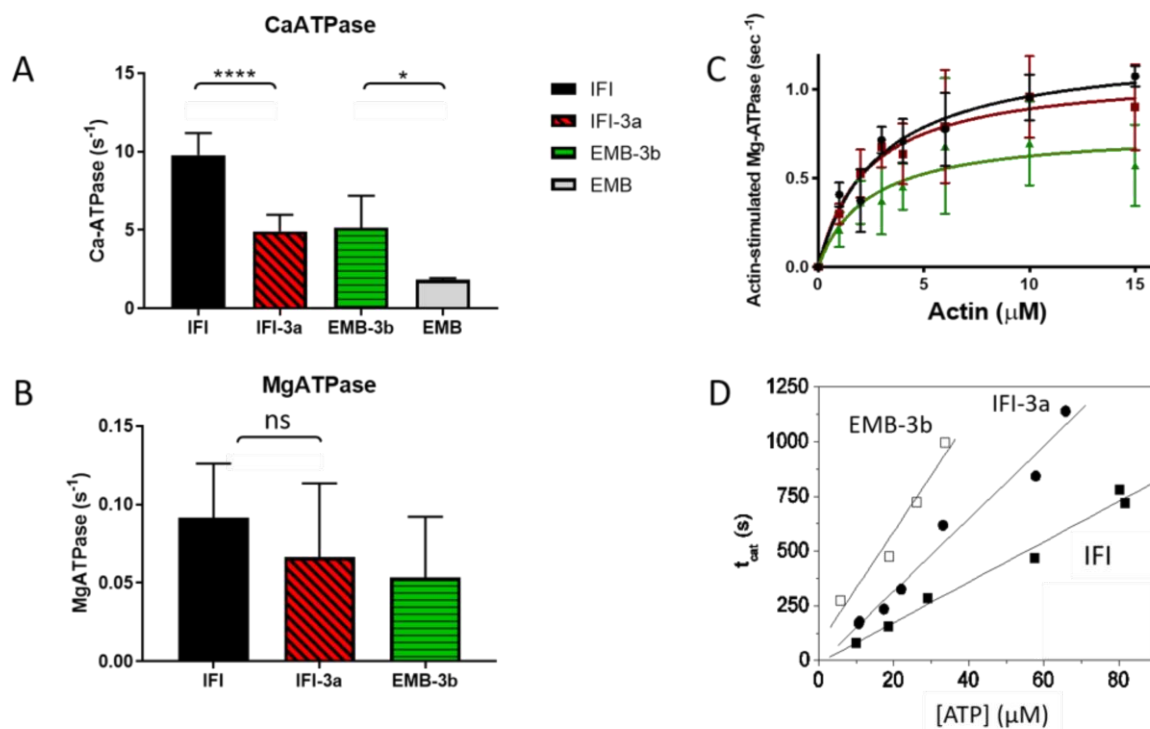 A
CaATPase
****
*
Ca-ATPase (s⁻¹)
15
10
5
0
IFI
IFI-3a
EMB-3b
EMB
IFI
IFI-3a
EMB-3b
EMB
B
MgATPase
ns
MgATPase (s⁻¹)
0.15
0.10
0.05
0.00
IFI
IFI-3a
EMB-3b
C
Actin-stimulated Mg-ATPase (sec⁻¹)
1.0
0.5
0.0
0
5
10
15
Actin (μM)
D
EMB-3b
IFI-3a
IFI
t_cat (s)
1250
1000
750
500
250
0
0
20
40
60
80
[ATP] (μM)